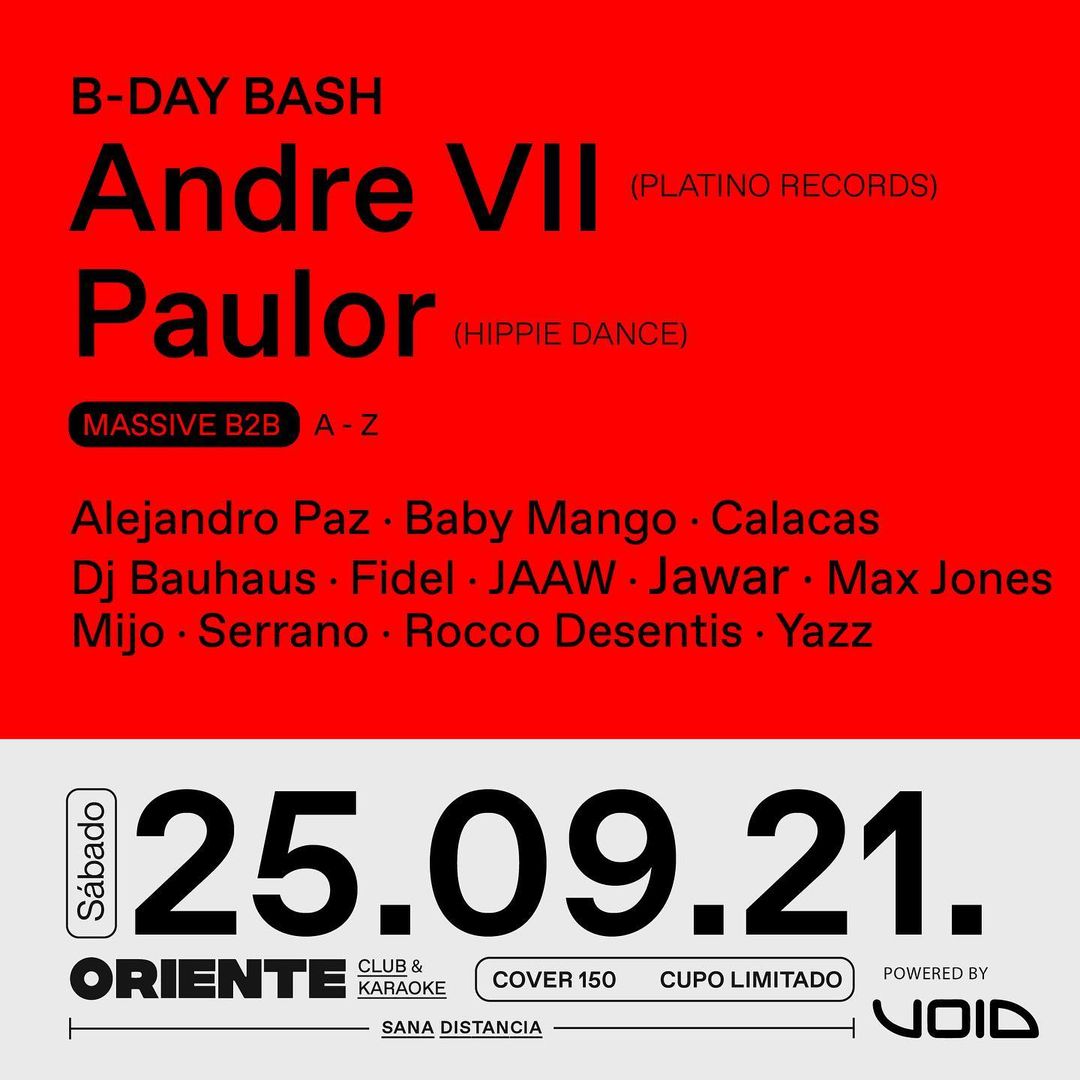 B-DAY BASH
Andre VII (PLATINO RECORDS)
Paulor (HIPPIE DANCE)
MASSIVE B2B A - Z
Alejandro Paz · Baby Mango · Calacas
Dj Bauhaus · Fidel · JAAW · Jawar · Max Jones
Mijo · Serrano · Rocco Desentis · Yazz
Sábado
25.09.21.
ORIENTE CLUB &
KARAOKE
COVER 150 CUPO LIMITADO
POWERED BY
VOID
SANA DISTANCIA